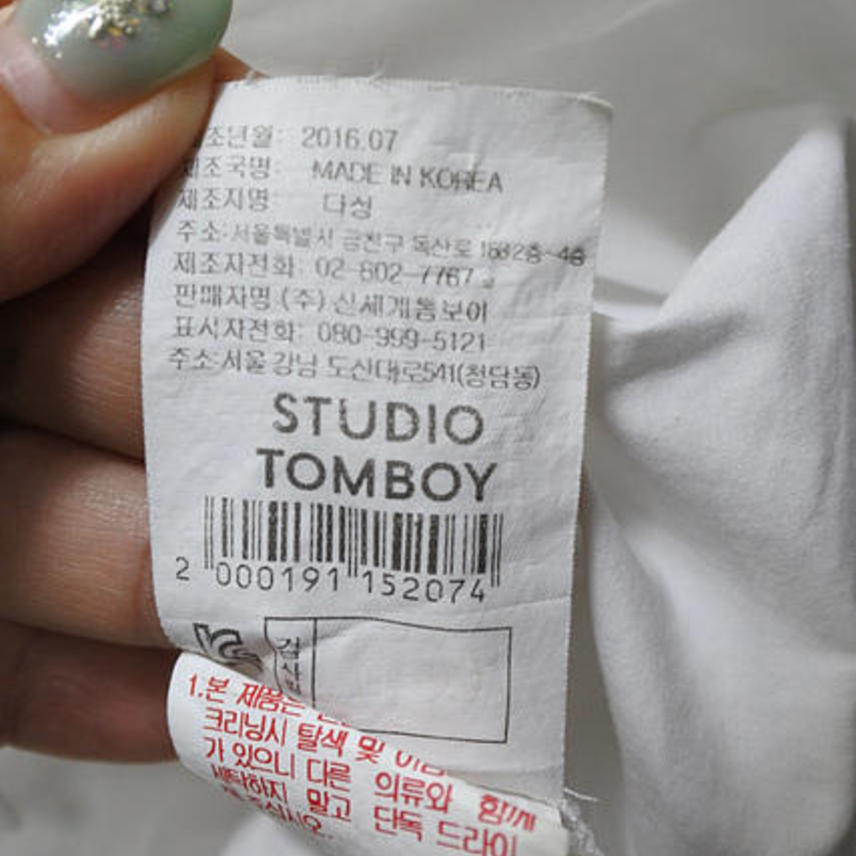 조년월: 2016.07
제조국명: MADE IN KOREA
제조자명: 다성
주소:서울특별시 금천구 독산로
제조자전화: 02-802-7767
판매자명 (주) 신세계톰보이
표시자전화: 080-999-5121
주소:서울 강남 도산대로541(청담동)
STUDIO
TOMBOY
2 000191 152074
검사필
1.본 제품은
크리닝시 탈색 및
가 있으니 다른 의류와 함께
세탁하지 말고 단독 드라이